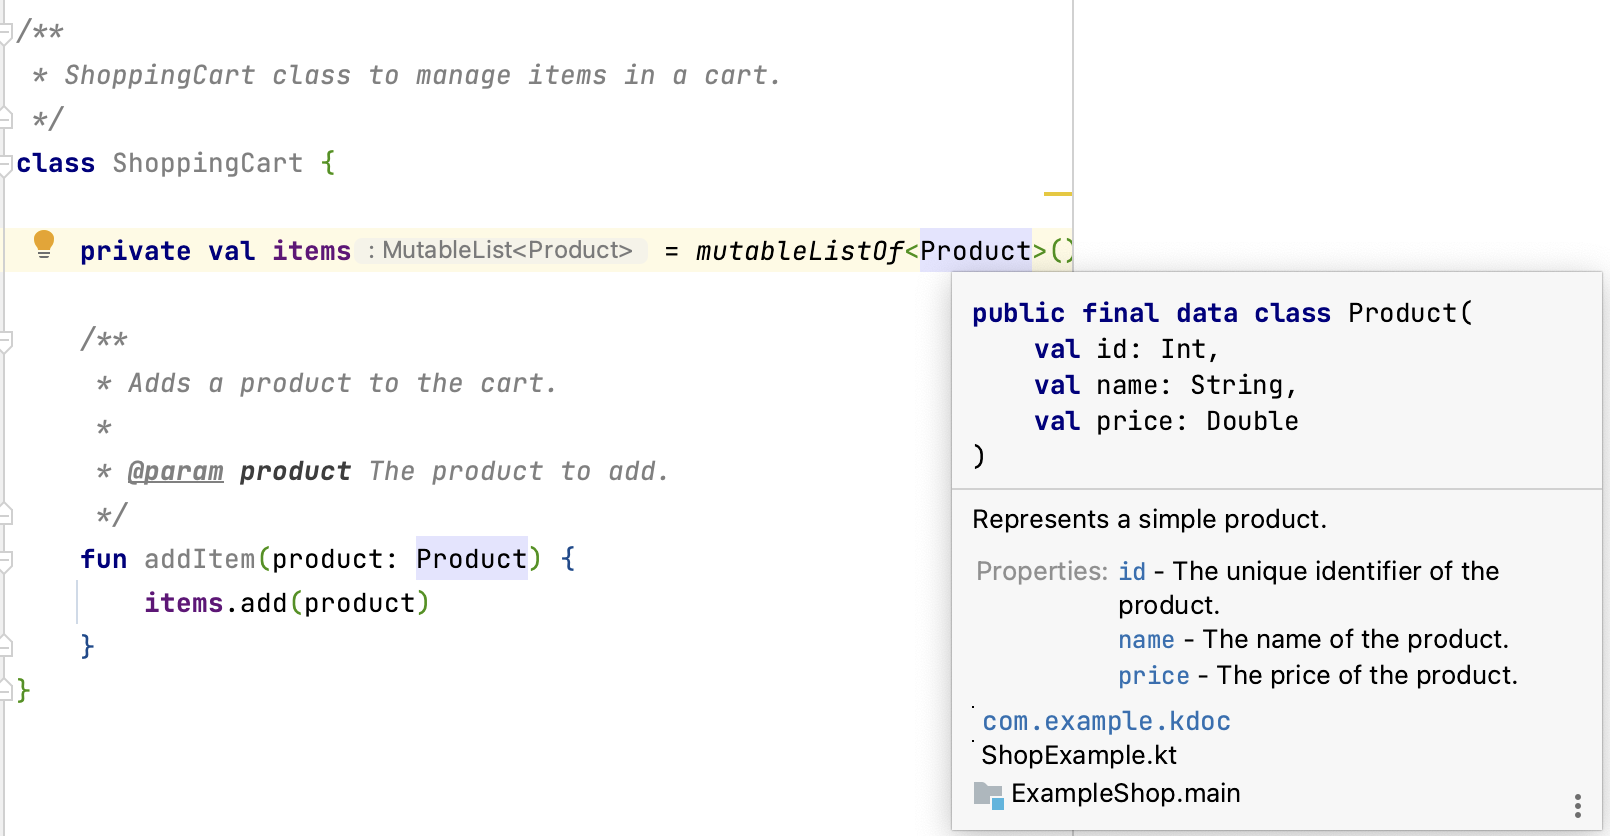 /**
 * ShoppingCart class to manage items in a cart.
 */
class ShoppingCart {
    private val items : MutableList<Product> = mutableListOf<Product>()
    /**
     * Adds a product to the cart.
     *
     * @param product The product to add.
     */
    fun addItem(product: Product) {
        items.add(product)
    }
}
public final data class Product(
    val id: Int,
    val name: String,
    val price: Double
)
Represents a simple product.
Properties: id - The unique identifier of the
product.
name - The name of the product.
price - The price of the product.
com.example.kdoc
ShopExample.kt
ExampleShop.main